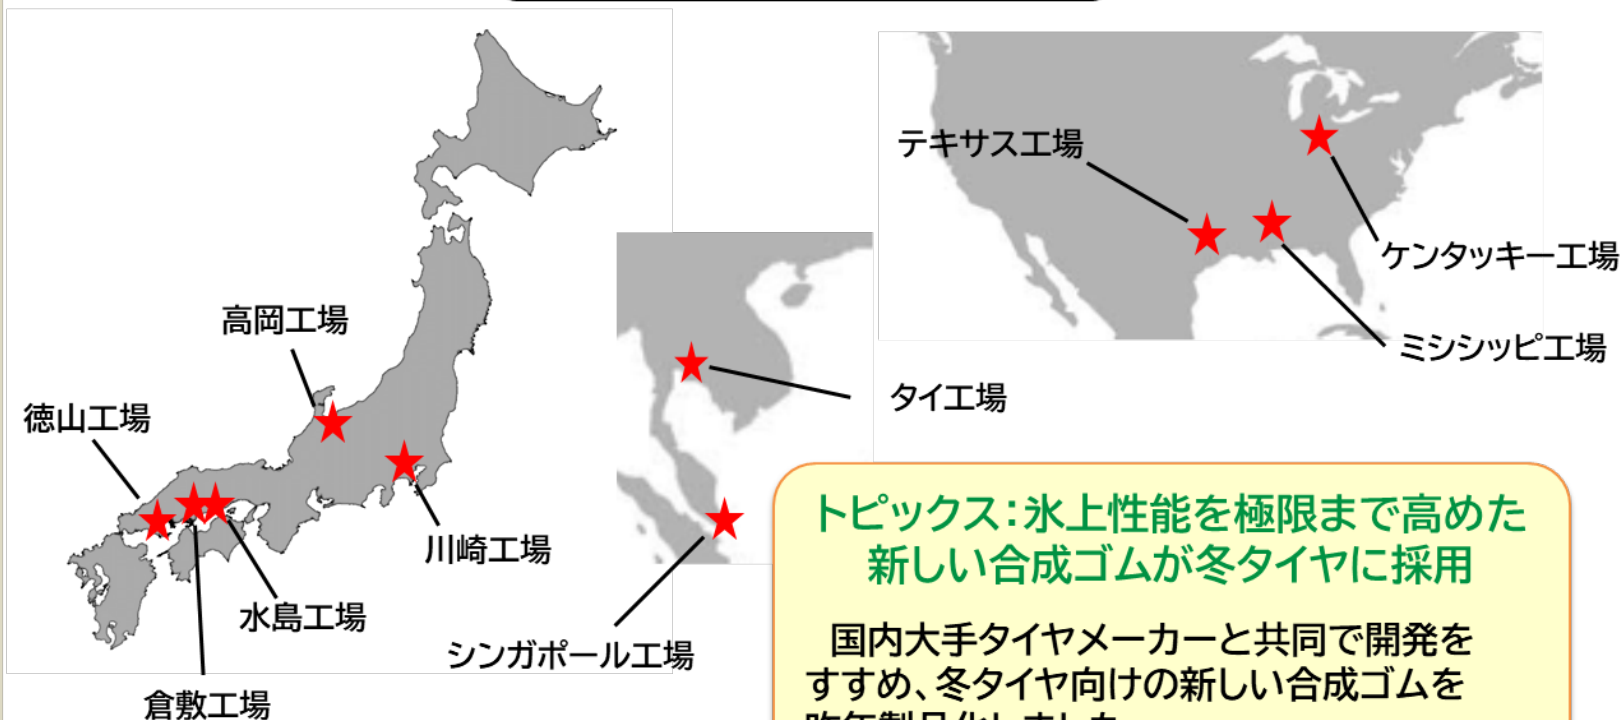 テキサス工場
ケンタッキー工場
高岡工場
ミシシッピ工場
タイ工場
徳山工場
川崎工場
水島工場
シンガポール工場
倉敷工場
トピックス：氷上性能を極限まで高めた
新しい合成ゴムが冬タイヤに採用
国内大手タイヤメーカーと共同で開発を
すすめ、冬タイヤ向けの新しい合成ゴムを